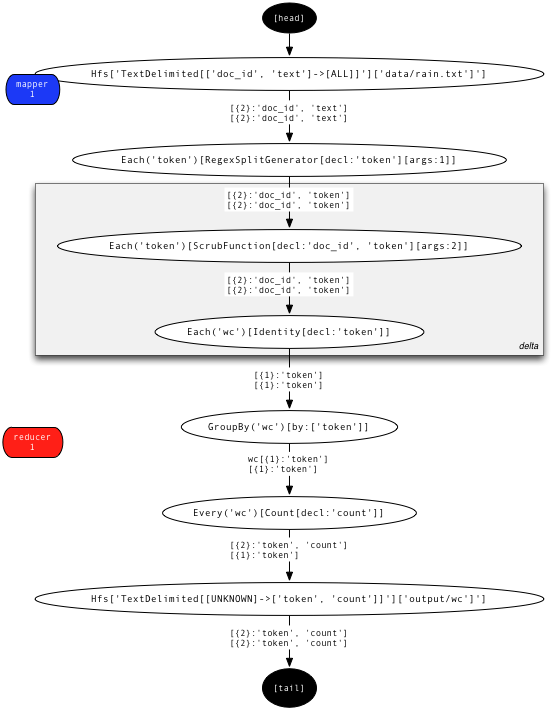 [head]
Hfs['TextDelimited[['doc_id', 'text']->[ALL]]']['data/rain.txt']']
mapper
1
[{2}:'doc_id', 'text']
[{2}:'doc_id', 'text']
Each('token')[RegexSplitGenerator[decl:'token'][args:1]]
[{2}:'doc_id', 'token']
[{2}:'doc_id', 'token']
Each('token')[ScrubFunction[decl:'doc_id', 'token'][args:2]]
[{2}:'doc_id', 'token']
[{2}:'doc_id', 'token']
Each('wc')[Identity[decl:'token']]
delta
[{1}:'token']
[{1}:'token']
GroupBy('wc')[by:['token']]
reducer
1
wc[{1}:'token']
[{1}:'token']
Every('wc')[Count[decl:'count']]
[{2}:'token', 'count']
[{1}:'token']
Hfs['TextDelimited[[UNKNOWN]->['token', 'count']]']['output/wc']']
[{2}:'token', 'count']
[{2}:'token', 'count']
[tail]